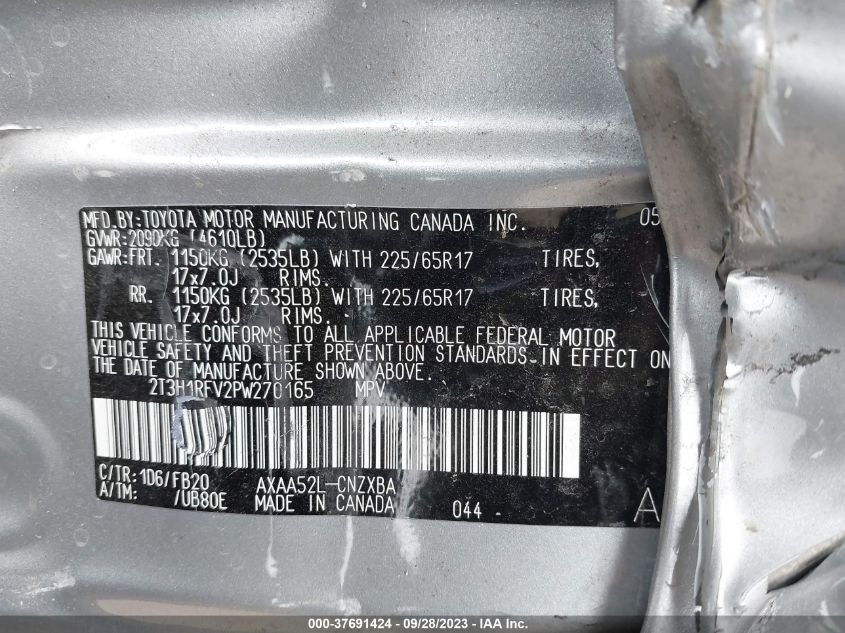 MFD.BY:TOYOTA MOTOR MANUFACTURING CANADA INC. 05
GVWR:2090KG (4610LB)
GAWR:FRT. 1150KG (2535LB) WITH 225/65R17 TIRES,
17x7.0J RIMS.
RR. 1150KG (2535LB) WITH 225/65R17 TIRES,
17x7.0J RIMS.
THIS VEHICLE CONFORMS TO ALL APPLICABLE FEDERAL MOTOR
VEHICLE SAFETY AND THEFT PREVENTION STANDARDS IN EFFECT ON
THE DATE OF MANUFACTURE SHOWN ABOVE.
2T3H1RFV2PW270165 MPV
C/TR:1D6/FB20 AXAA52L-CNZXBA
A/TM: /UB80E MADE IN CANADA 044 A
000-37691424 / 09/28/2023 - IAA Inc.